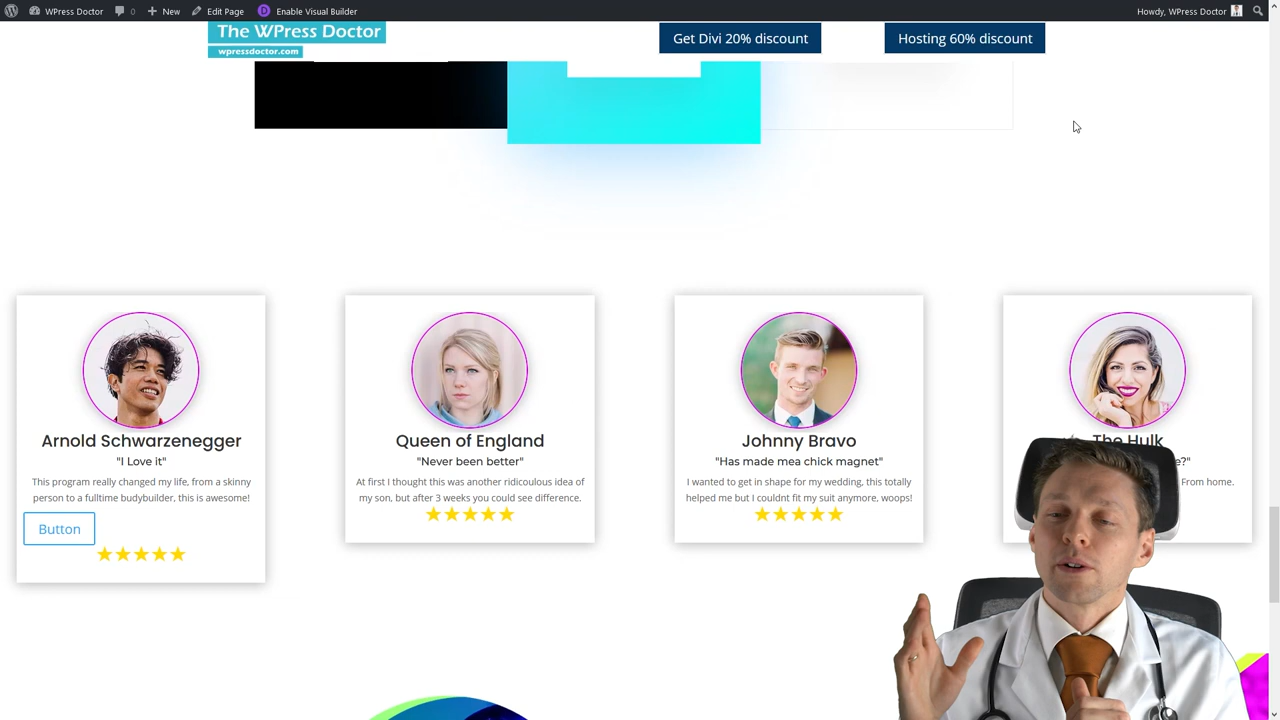 WPress Doctor
0
New
Edit Page
D
Enable Visual Builder
Howdy, WPress Doctor
The WPress Doctor
wpressdoctor.com
Get Divi 20% discount
Hosting 60% discount
Arnold Schwarzenegger
"I Love it"
This program really changed my life, from a skinny
person to a fulltime budybuilder, this is awesome!
Button
Queen of England
"Never been better"
At first I thought this was another ridiculous idea of
my son, but after 3 weeks you could see difference.
Johnny Bravo
"Has made mea chick magnet"
I wanted to get in shape for my wedding, this totally
helped me but I couldnt fit my suit anymore, woops!
The Hulk
From home.